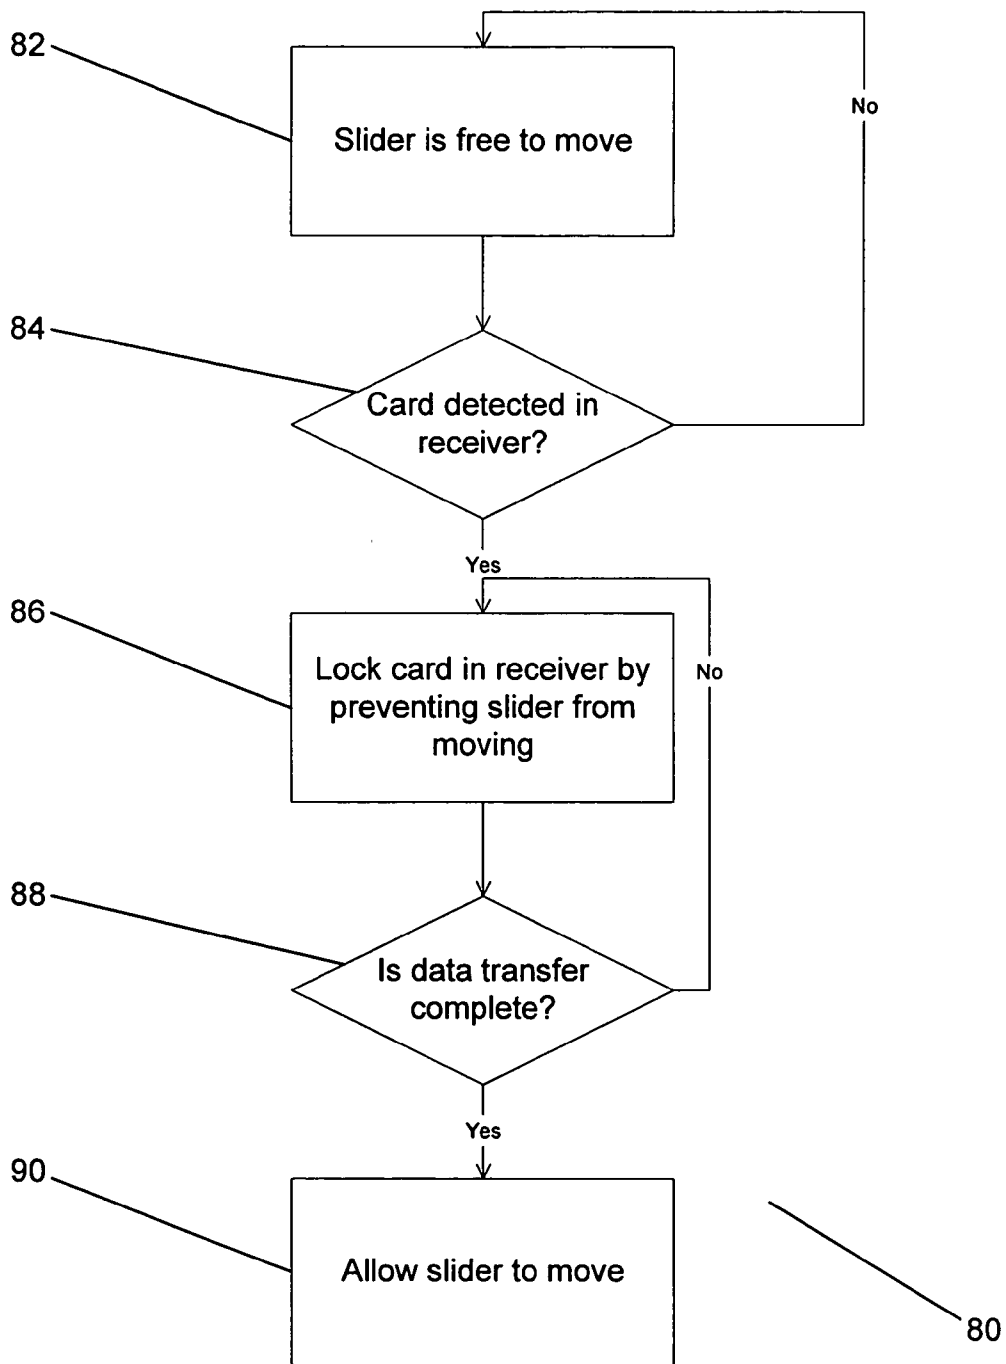 82
Slider is free to move
No
84
Card detected in
receiver?
Yes
86
Lock card in receiver by
preventing slider from
moving
No
88
Is data transfer
complete?
Yes
90
Allow slider to move
80